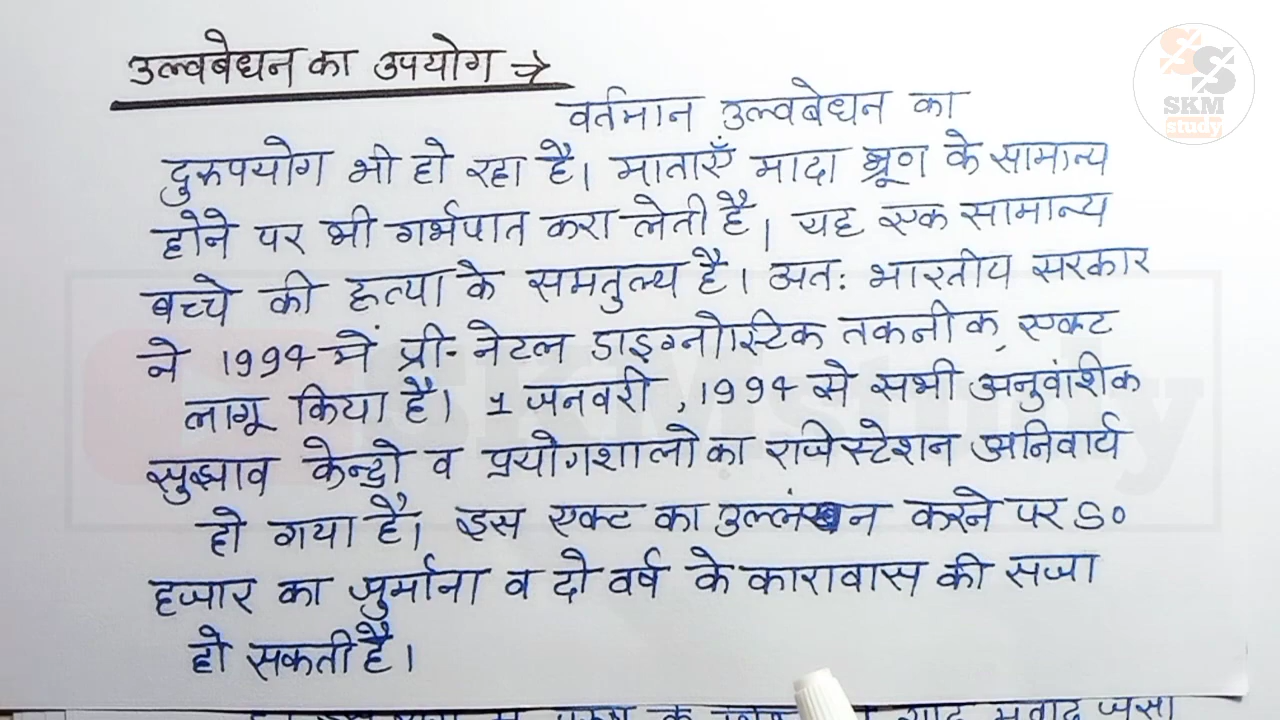 उल्वबेधन का उपयोग →
वर्तमान उल्वबेधन का
दुरुपयोग भी हो रहा है। माताएँ मादा भ्रूण के सामान्य
होने पर भी गर्भपात करा लेती है। यह एक सामान्य
बच्चे की हत्या के समतुल्य है। अतः भारतीय सरकार
ने 1994 में प्री-नेटल डाइग्नोस्टिक तकनीक, एक्ट
लागू किया है। 1 जनवरी, 1994 से सभी अनुवांशीक
सुझाव केन्द्रो व प्रयोगशालो का राजेस्टेशन अनिवार्य
हो गया है। इस एक्ट का उल्लंखन करने पर 50
हजार का जुर्माना व दो वर्ष के कारावास की सजा
हो सकती है।
SS
SKM
study